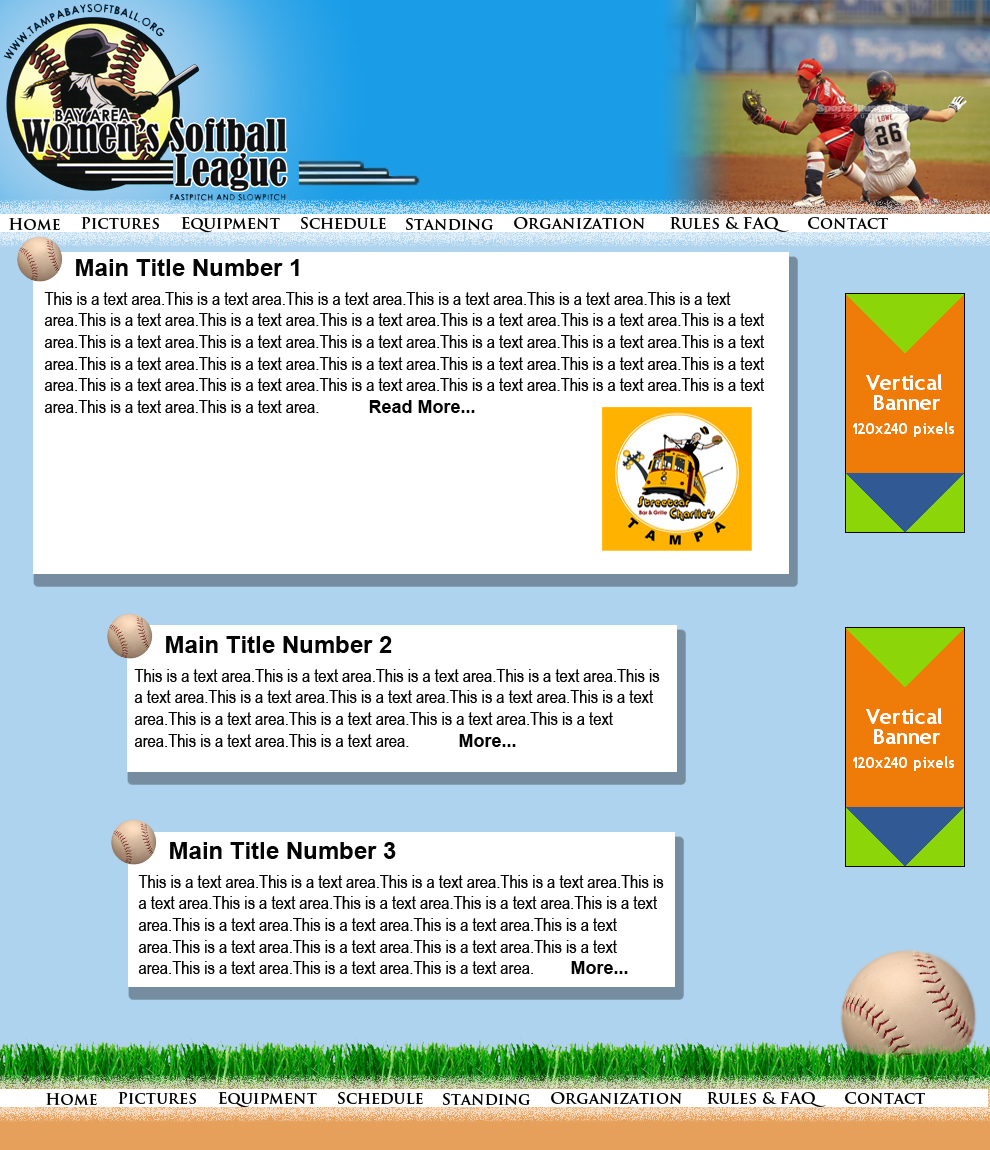 WWW.TAMPABAYSOFTBALL.ORG
BAY AREA
Women's Softball
League
FASTPITCH AND SLOWPITCH
Sports Illustrated
LOWE
26
Home Pictures Equipment Schedule Standing Organization Rules & FAQ Contact
Main Title Number 1
This is a text area.This is a text area.This is a text area.This is a text area.This is a text area.This is a text
area.This is a text area.This is a text area.This is a text area.This is a text area.This is a text area.This is a text
area.This is a text area.This is a text area.This is a text area.This is a text area.This is a text area.This is a text
area.This is a text area.This is a text area.This is a text area.This is a text area.This is a text area.This is a text
area.This is a text area.This is a text area.This is a text area.This is a text area.This is a text area.This is a text
area.This is a text area.This is a text area. Read More...
Streetcar
Bar & Grille Charlie's
TAMPA
Vertical
Banner
120x240 pixels
Main Title Number 2
This is a text area.This is a text area.This is a text area.This is a text area.This is
a text area.This is a text area.This is a text area.This is a text area.This is a text
area.This is a text area.This is a text area.This is a text area.This is a text
area.This is a text area.This is a text area. More...
Vertical
Banner
120x240 pixels
Main Title Number 3
This is a text area.This is a text area.This is a text area.This is a text area.This is
a text area.This is a text area.This is a text area.This is a text area.This is a text
area.This is a text area.This is a text area.This is a text area.This is a text
area.This is a text area.This is a text area.This is a text area.This is a text
area.This is a text area.This is a text area.This is a text area. More...
Home Pictures Equipment Schedule Standing Organization Rules & FAQ Contact